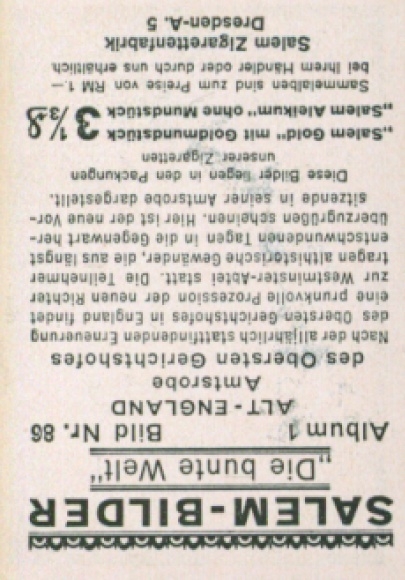 SALEM-BILDER
„Die bunte Welt"
Album 1 Bild Nr. 86
ALT-ENGLAND
Amtsrobe
des Obersten Gerichtshofes
Nach der alljährlich stattfindenden Erneuerung
des Obersten Gerichtshofes in England findet
eine prunkvolle Prozession der neuen Richter
zur Westminster-Abtei statt. Die Teilnehmer
tragen althistorische Gewänder, die aus längst
entschwundenen Tagen in die Gegenwart her-
überzugrüßen scheinen. Hier ist der neue Vor-
sitzende in seiner Amtsrobe dargestellt.
Diese Bilder liegen in den Packungen
unserer Zigaretten
„Salem Gold" mit Goldmundstück
„Salem Aleikum" ohne Mundstück 3⅓ ₰
Sammelalben sind zum Preise von RM 1.—
bei Ihrem Händler oder durch uns erhältlich
Salem Zigarettenfabrik
Dresden-A. 5